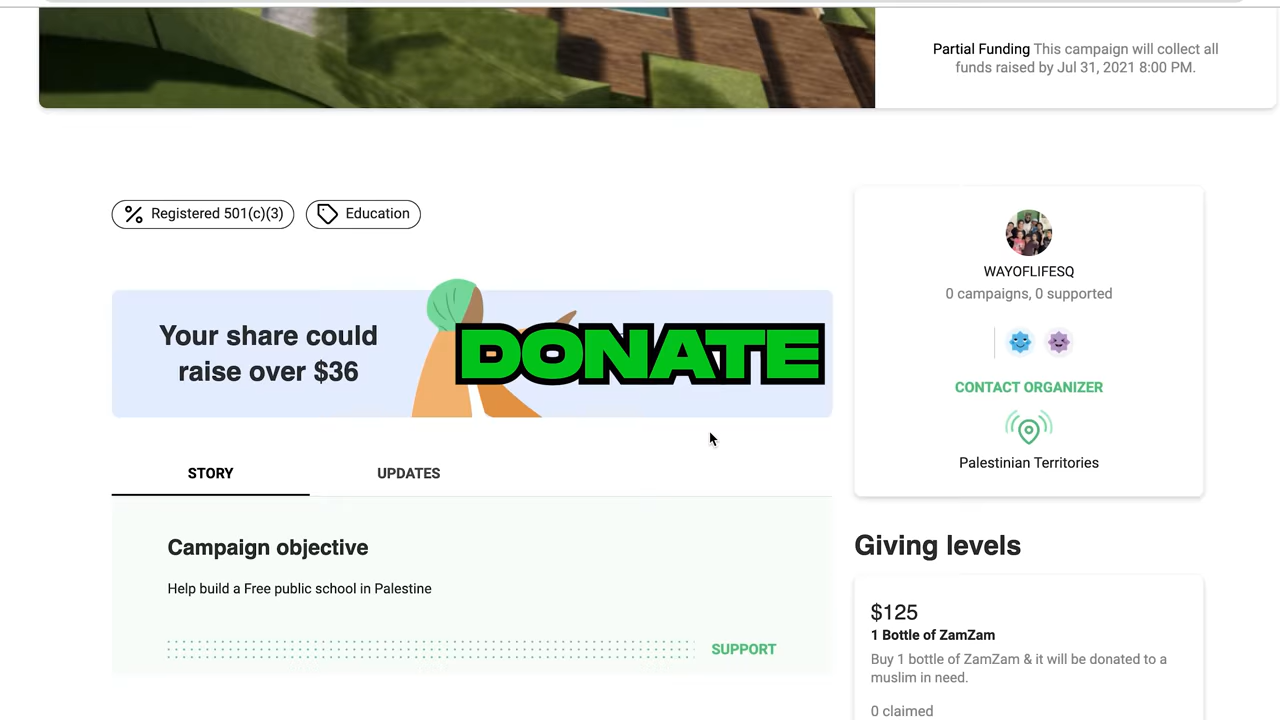 Partial Funding This campaign will collect all
funds raised by Jul 31, 2021 8:00 PM.
Registered 501(c)(3)
Education
Your share could
raise over $36
DONATE
STORY
UPDATES
Campaign objective
Help build a Free public school in Palestine
SUPPORT
WAYOFLIFESQ
0 campaigns, 0 supported
CONTACT ORGANIZER
Palestinian Territories
Giving levels
$125
1 Bottle of ZamZam
Buy 1 bottle of ZamZam & it will be donated to a
muslim in need.
0 claimed